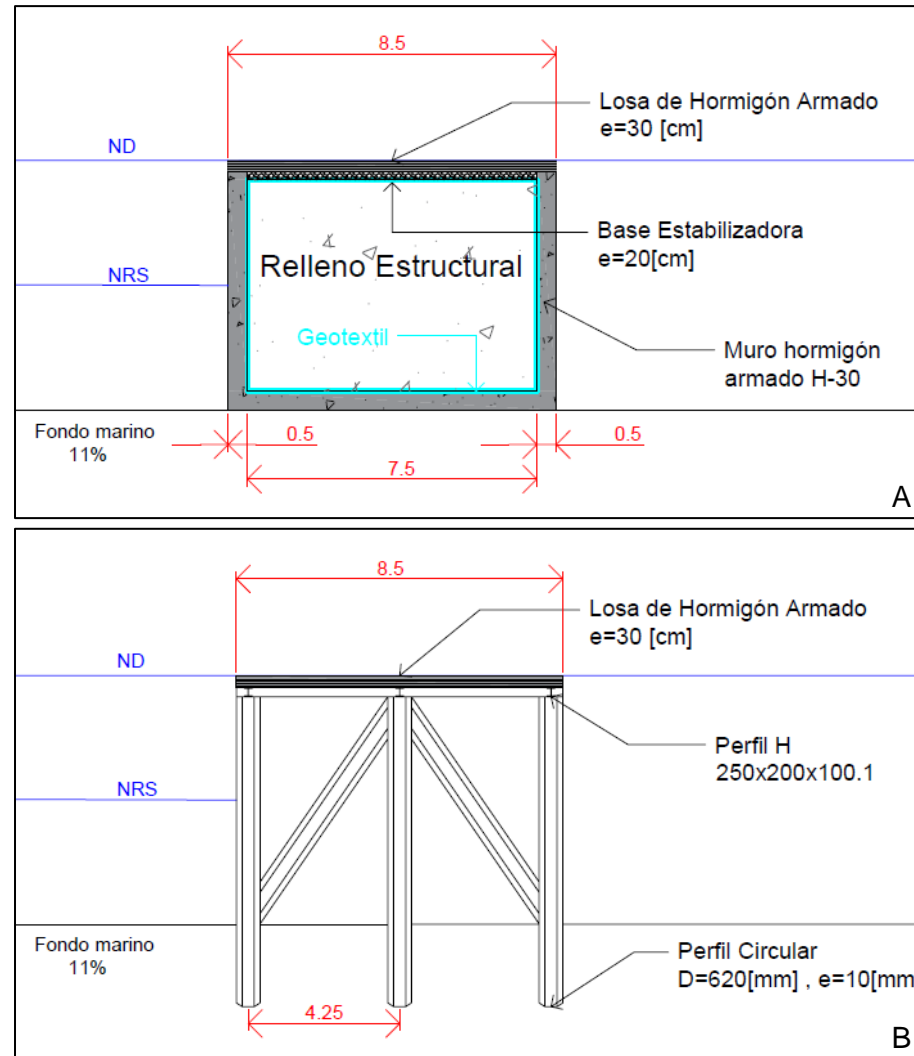 8.5
Losa de Hormigón Armado
e=30 [cm]
ND
Base Estabilizadora
e=20[cm]
Relleno Estructural
NRS
Geotextil
Muro hormigón
armado H-30
Fondo marino
11%
0.5
0.5
7.5
A
8.5
Losa de Hormigón Armado
e=30 [cm]
ND
Perfil H
250x200x100.1
NRS
Fondo marino
11%
Perfil Circular
D=620[mm] , e=10[mm
4.25
B